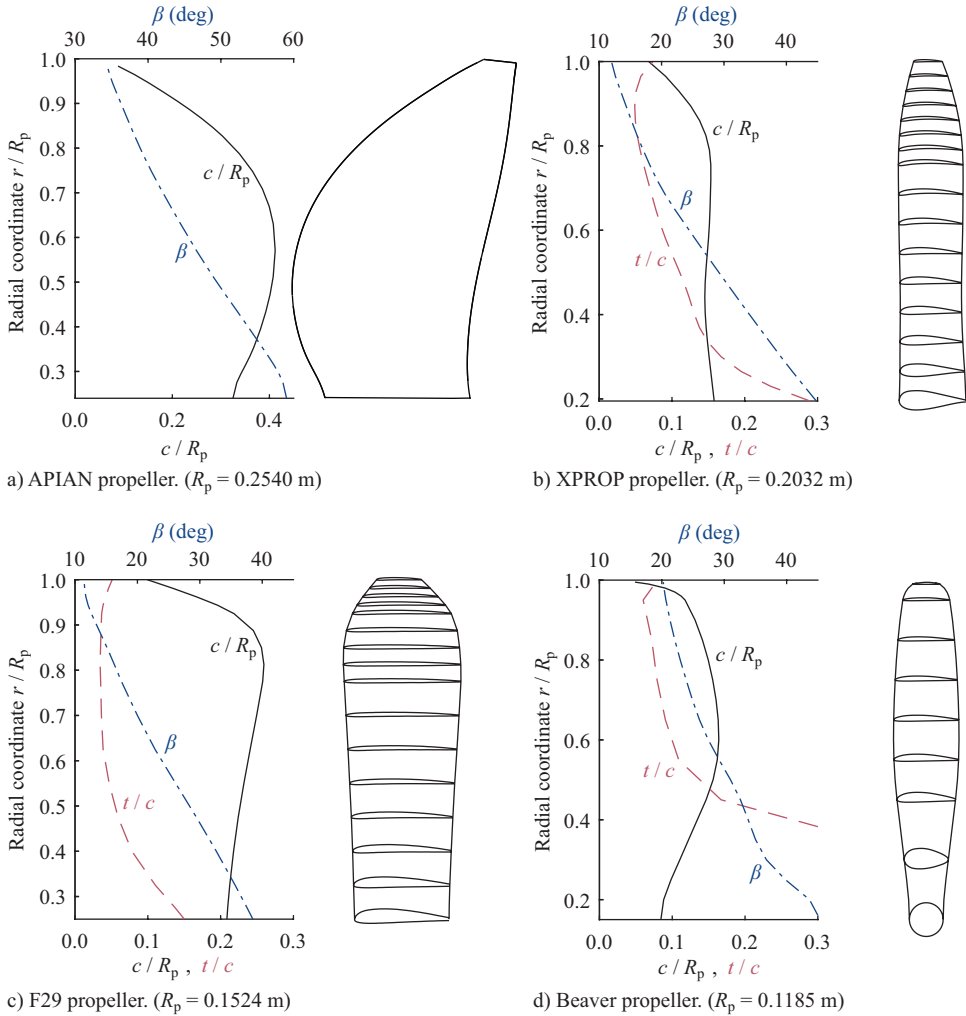 β (deg)
30 40 50 60
1.0
0.9
0.8
0.7
0.6
0.5
0.4
0.3
Radial coordinate r / Rp
c / Rp
β
0.0 0.2 0.4
c / Rp
a) APIAN propeller. (Rp = 0.2540 m)
β (deg)
10 20 30 40
1.0
0.8
0.6
0.4
0.2
Radial coordinate r / Rp
c / Rp
β
t / c
0.0 0.1 0.2 0.3
c / Rp , t / c
b) XPROP propeller. (Rp = 0.2032 m)
β (deg)
10 20 30 40
1.0
0.9
0.8
0.7
0.6
0.5
0.4
0.3
Radial coordinate r / Rp
c / Rp
β
t / c
0.0 0.1 0.2 0.3
c / Rp , t / c
c) F29 propeller. (Rp = 0.1524 m)
β (deg)
10 20 30 40
1.0
0.8
0.6
0.4
0.2
Radial coordinate r / Rp
c / Rp
t / c
β
0.0 0.1 0.2 0.3
c / Rp , t / c
d) Beaver propeller. (Rp = 0.1185 m)